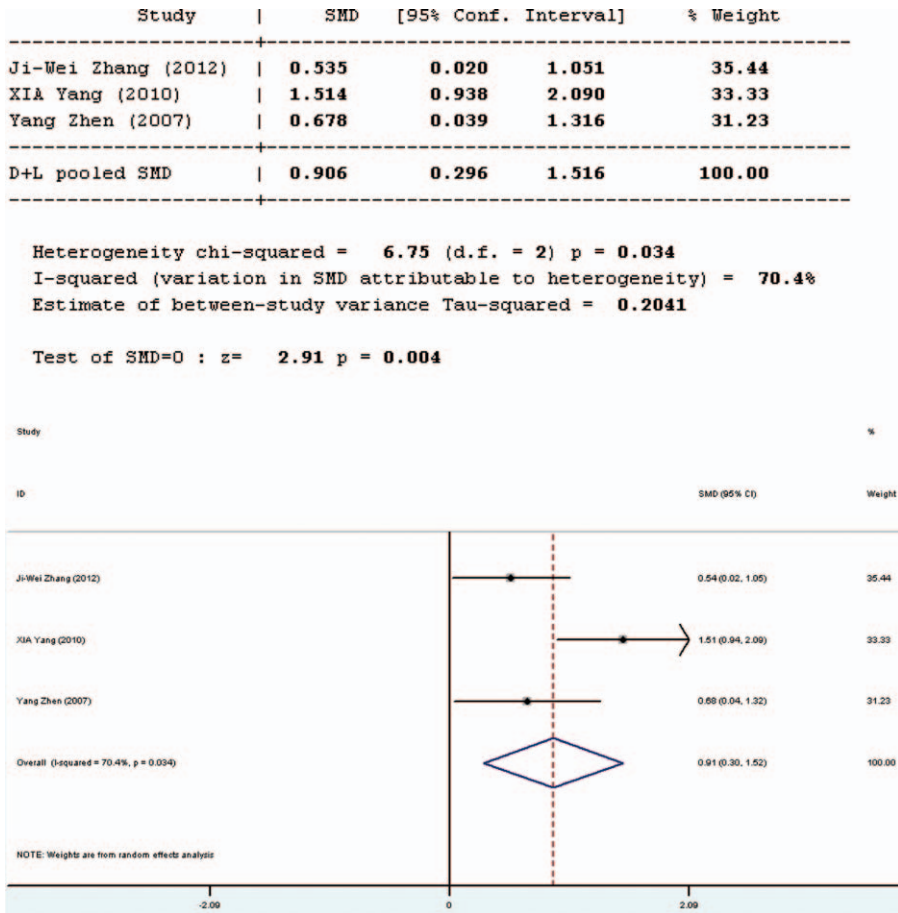 Study | SMD [95% Conf. Interval] % Weight
---------------------+---------------------------------------------------
Ji-Wei Zhang (2012) | 0.535 0.020 1.051 35.44
XIA Yang (2010) | 1.514 0.938 2.090 33.33
Yang Zhen (2007) | 0.678 0.039 1.316 31.23
---------------------+---------------------------------------------------
D+L pooled SMD | 0.906 0.296 1.516 100.00
---------------------+---------------------------------------------------
Heterogeneity chi-squared = 6.75 (d.f. = 2) p = 0.034
I-squared (variation in SMD attributable to heterogeneity) = 70.4%
Estimate of between-study variance Tau-squared = 0.2041
Test of SMD=0 : z= 2.91 p = 0.004
Study %
ID SMD (95% CI) Weight
Ji-Wei Zhang (2012) 0.54 (0.02, 1.05) 35.44
XIA Yang (2010) 1.51 (0.94, 2.09) 33.33
Yang Zhen (2007) 0.68 (0.04, 1.32) 31.23
Overall (I-squared = 70.4%, p = 0.034) 0.91 (0.30, 1.52) 100.00
NOTE: Weights are from random effects analysis
-2.09 0 2.09